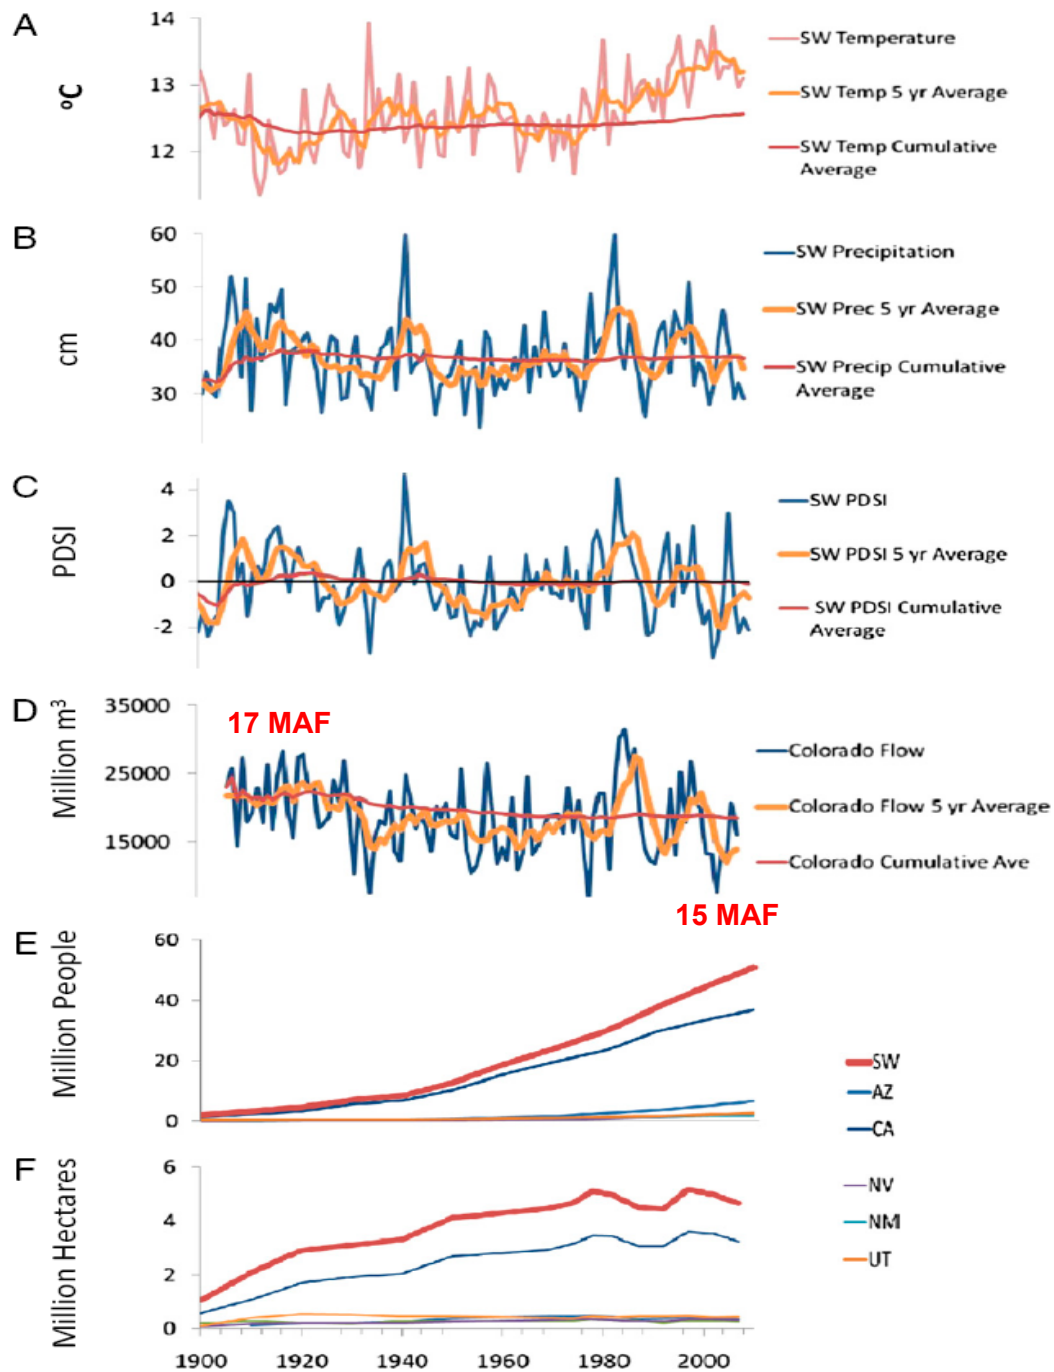 A
ºC
14
13
12
SW Temperature
SW Temp 5 yr Average
SW Temp Cumulative
Average
B
cm
60
50
40
30
SW Precipitation
SW Prec 5 yr Average
SW Precip Cumulative
Average
C
PDSI
4
2
0
-2
SW PDSI
SW PDSI 5 yr Average
SW PDSI Cumulative
Average
D
Million m³
35000
25000
15000
17 MAF
15 MAF
Colorado Flow
Colorado Flow 5 yr Average
Colorado Cumulative Ave
E
Million People
60
40
20
0
SW
AZ
CA
NV
NM
UT
F
Million Hectares
6
4
2
0
1900 1920 1940 1960 1980 2000